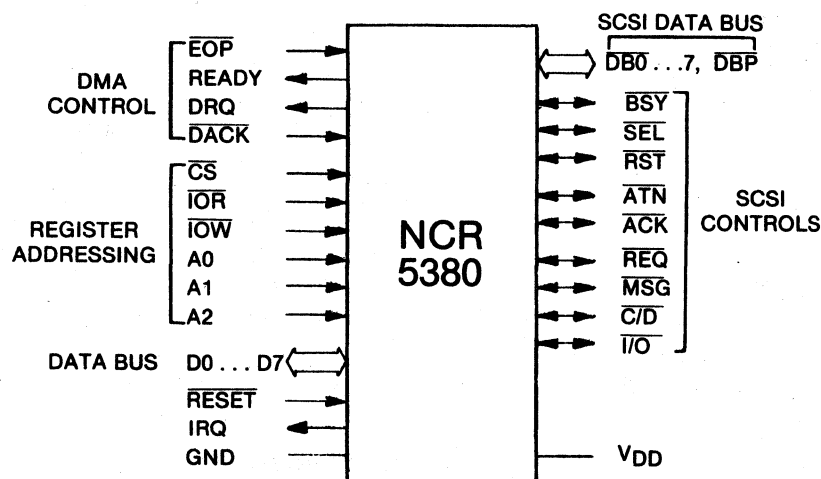 SCSI DATA BUS
DB0 . . . 7, DBP
DMA
CONTROL
EOP
READY
DRQ
DACK
REGISTER
ADDRESSING
CS
IOR
IOW
A0
A1
A2
DATA BUS D0 . . . D7
RESET
IRQ
GND
NCR
5380
BSY
SEL
RST
ATN
ACK
REQ
MSG
C/D
I/O
SCSI
CONTROLS
VDD